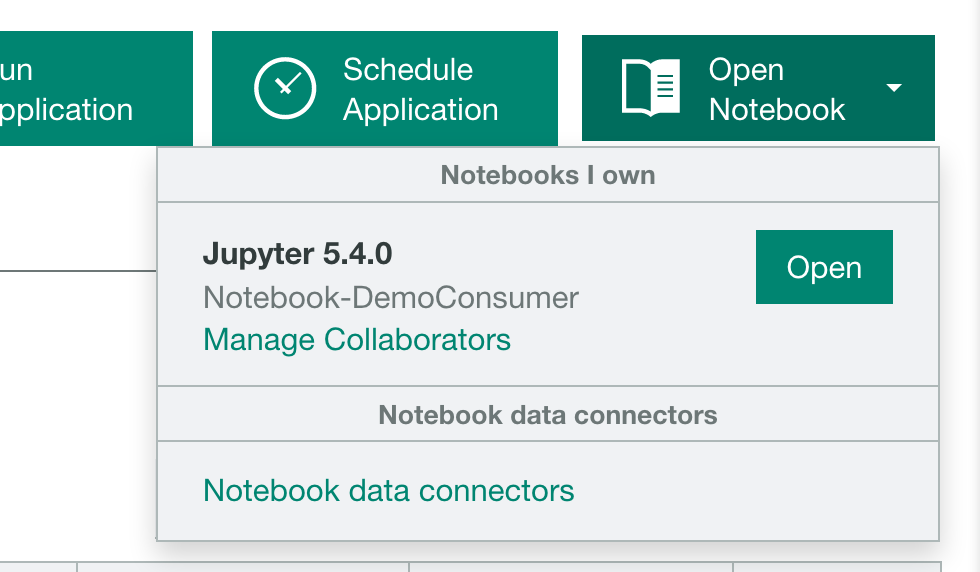 un
pplication
Schedule
Application
Open
Notebook
Notebooks I own
Jupyter 5.4.0
Notebook-DemoConsumer
Manage Collaborators
Open
Notebook data connectors
Notebook data connectors